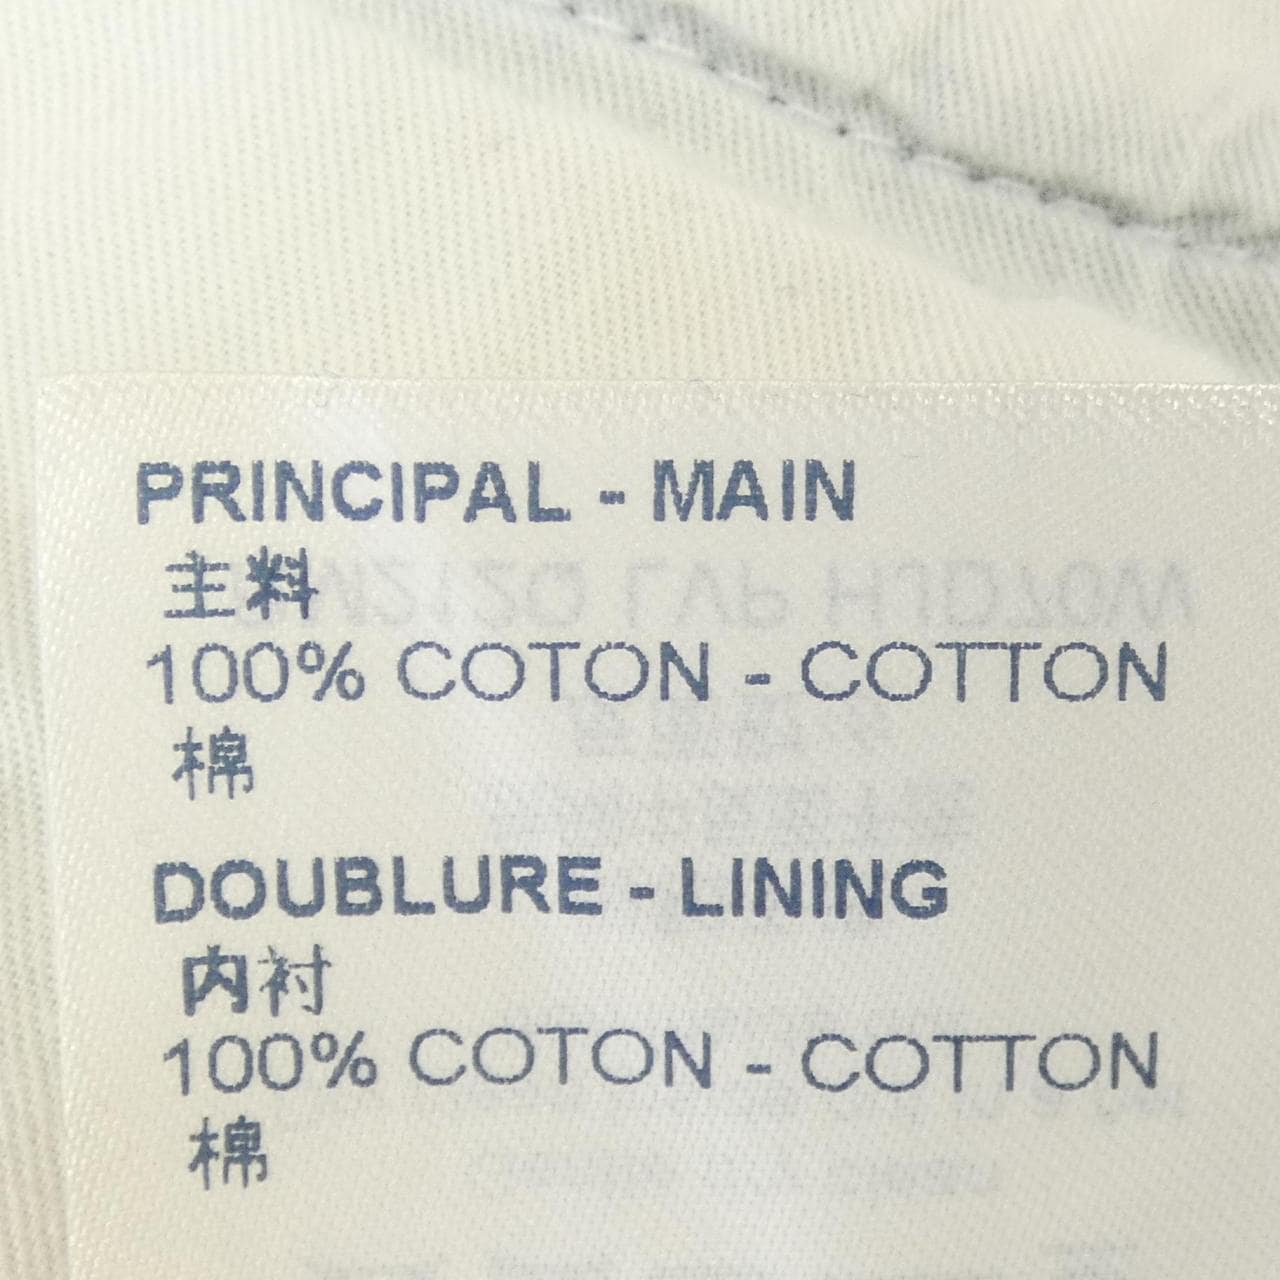 PRINCIPAL - MAIN
主料
100% COTON - COTTON
棉
DOUBLURE - LINING
内衬
100% COTON - COTTON
棉